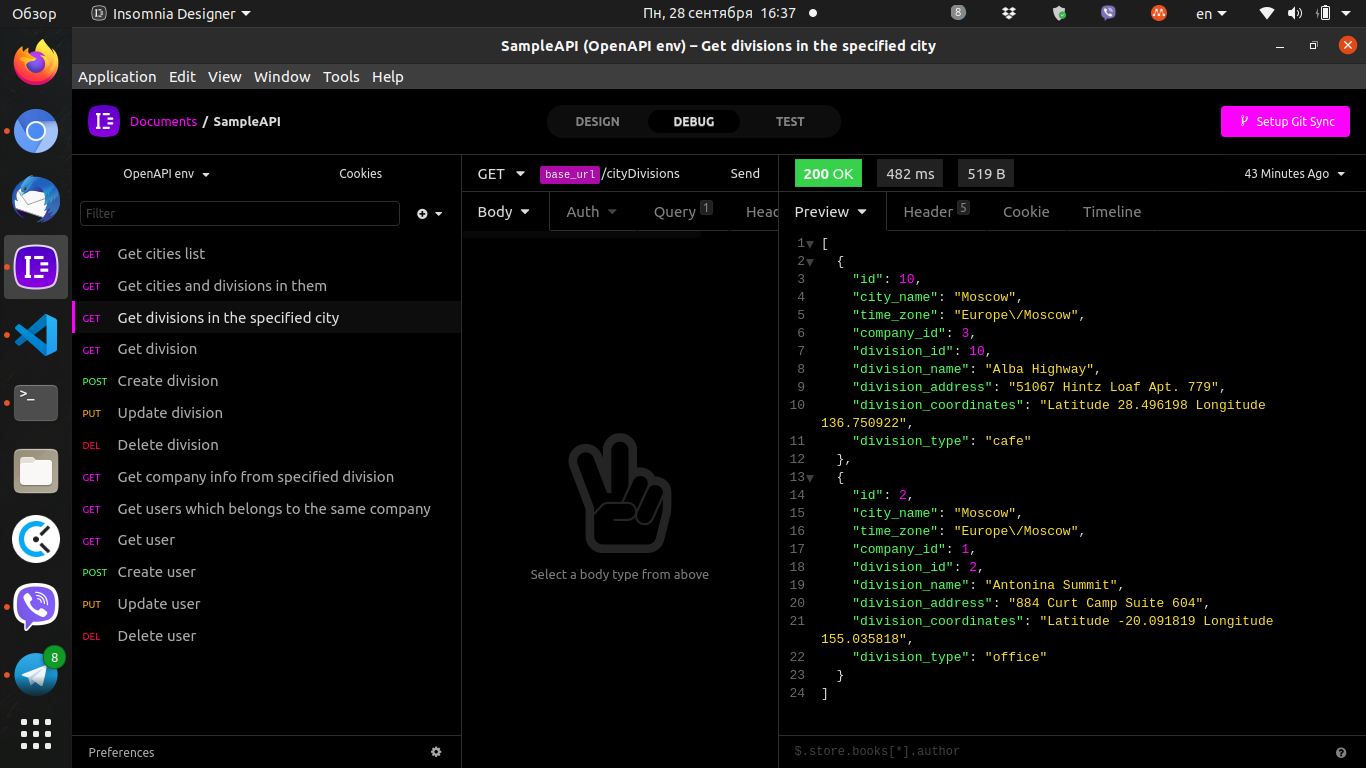 Обзор Insomnia Designer Пн, 28 сентября 16:37 8 en
SampleAPI (OpenAPI env) – Get divisions in the specified city
Application Edit View Window Tools Help
Documents / SampleAPI DESIGN DEBUG TEST Setup Git Sync
OpenAPI env Cookies
Filter
GET Get cities list
GET Get cities and divisions in them
GET Get divisions in the specified city
GET Get division
POST Create division
PUT Update division
DEL Delete division
GET Get company info from specified division
GET Get users which belongs to the same company
GET Get user
POST Create user
PUT Update user
DEL Delete user
8
Preferences
GET base_url/cityDivisions Send
Body Auth Query 1 Head
Select a body type from above
200 OK 482 ms 519 B 43 Minutes Ago
Preview Header 5 Cookie Timeline
1 [
2 {
3 "id": 10,
4 "city_name": "Moscow",
5 "time_zone": "Europe\/Moscow",
6 "company_id": 3,
7 "division_id": 10,
8 "division_name": "Alba Highway",
9 "division_address": "51067 Hintz Loaf Apt. 779",
10 "division_coordinates": "Latitude 28.496198 Longitude
136.750922",
11 "division_type": "cafe"
12 },
13 {
14 "id": 2,
15 "city_name": "Moscow",
16 "time_zone": "Europe\/Moscow",
17 "company_id": 1,
18 "division_id": 2,
19 "division_name": "Antonina Summit",
20 "division_address": "884 Curt Camp Suite 604",
21 "division_coordinates": "Latitude -20.091819 Longitude
155.035818",
22 "division_type": "office"
23 }
24 ]
$.store.books[*].author